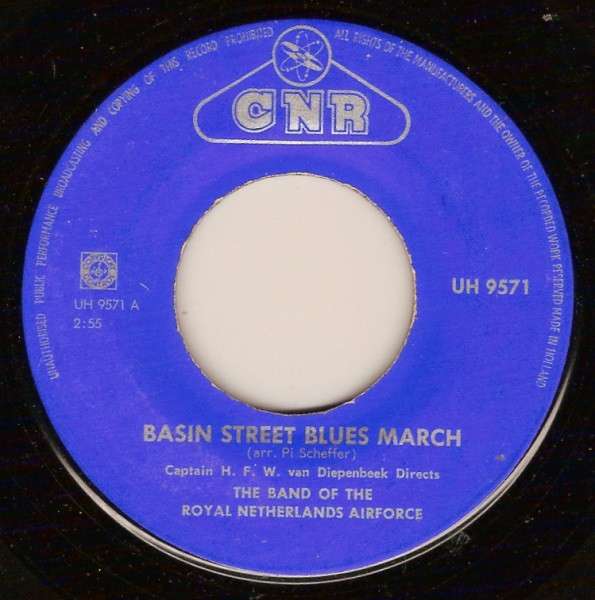 UNAUTHORISED PUBLIC PERFORMANCE BROADCASTING AND COPYING OF THIS RECORD PROHIBITED
ALL RIGHTS OF THE MANUFACTURERS AND THE OWNER OF THE RECORDED WORK RESERVED MADE IN HOLLAND
CNR
UH 9571 A
2:55
UH 9571
BASIN STREET BLUES MARCH
(arr. Pi Scheffer)
Captain H. F. W. van Diepenbeek Directs
THE BAND OF THE
ROYAL NETHERLANDS AIRFORCE